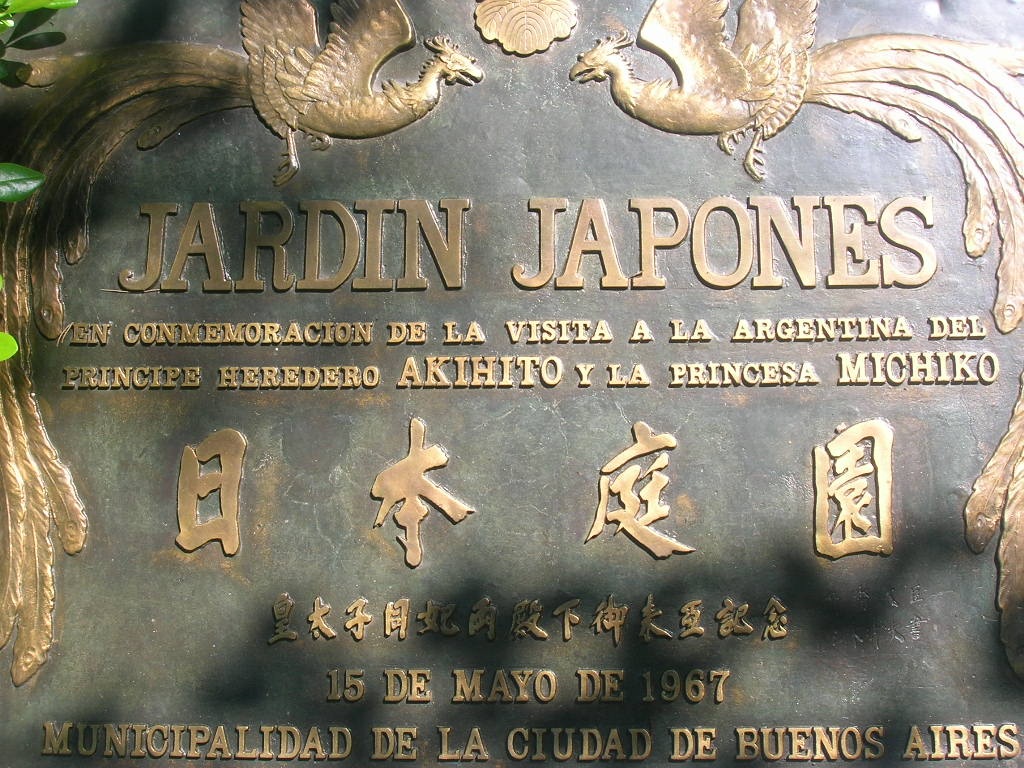 JARDIN JAPONES
EN CONMEMORACION DE LA VISITA A LA ARGENTINA DEL
PRINCIPE HEREDERO AKIHITO Y LA PRINCESA MICHIKO
日本庭園
皇太子同妃両殿下御来亜記念
15 DE MAYO DE 1967
MUNICIPALIDAD DE LA CIUDAD DE BUENOS AIRES